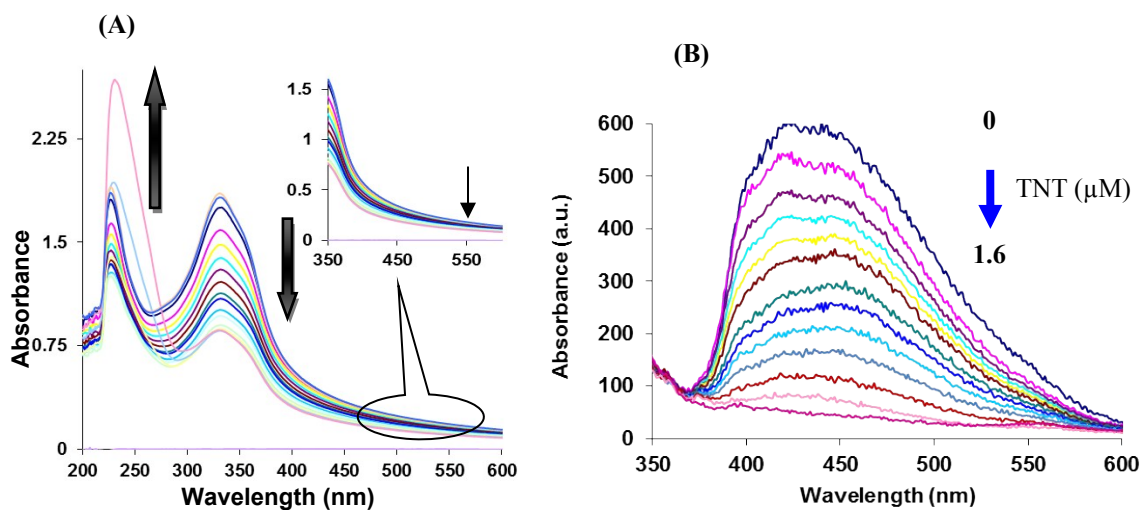 (A)
Absorbance
2.25
1.5
0.75
0
200 250 300 350 400 450 500 550 600
Wavelength (nm)
1.5
1
0.5
0
350 450 550
(B)
Absorbance (a.u.)
600
500
400
300
200
100
0
350 400 450 500 550 600
Wavelength (nm)
0
TNT (µM)
1.6